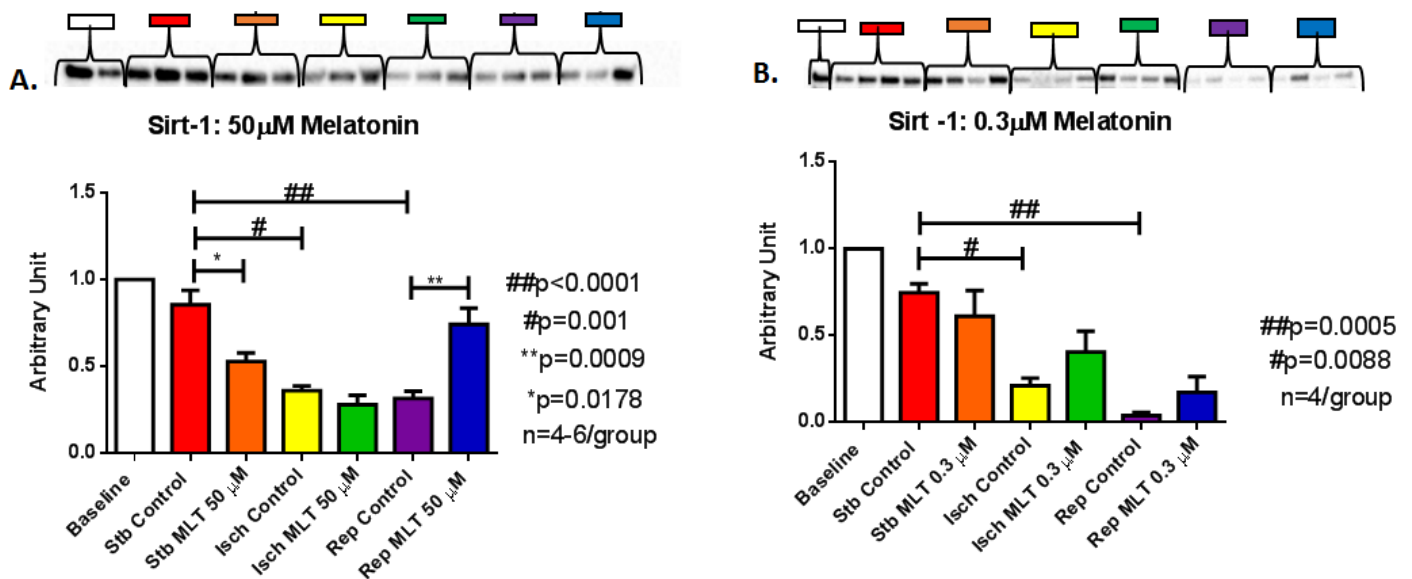 A.
Sirt-1: 50μM Melatonin
1.5
1.0
0.5
0.0
Arbitrary Unit
##
#
*
**
##p<0.0001
#p=0.001
**p=0.0009
*p=0.0178
n=4-6/group
Baseline
Stb Control
Stb MLT 50 μM
Isch Control
Isch MLT 50 μM
Rep Control
Rep MLT 50 μM
B.
Sirt -1: 0.3μM Melatonin
1.5
1.0
0.5
0.0
Arbitrary Unit
##
#
##p=0.0005
#p=0.0088
n=4/group
Baseline
Stb Control
Stb MLT 0.3 μM
Isch Control
Isch MLT 0.3 μM
Rep Control
Rep MLT 0.3 μM